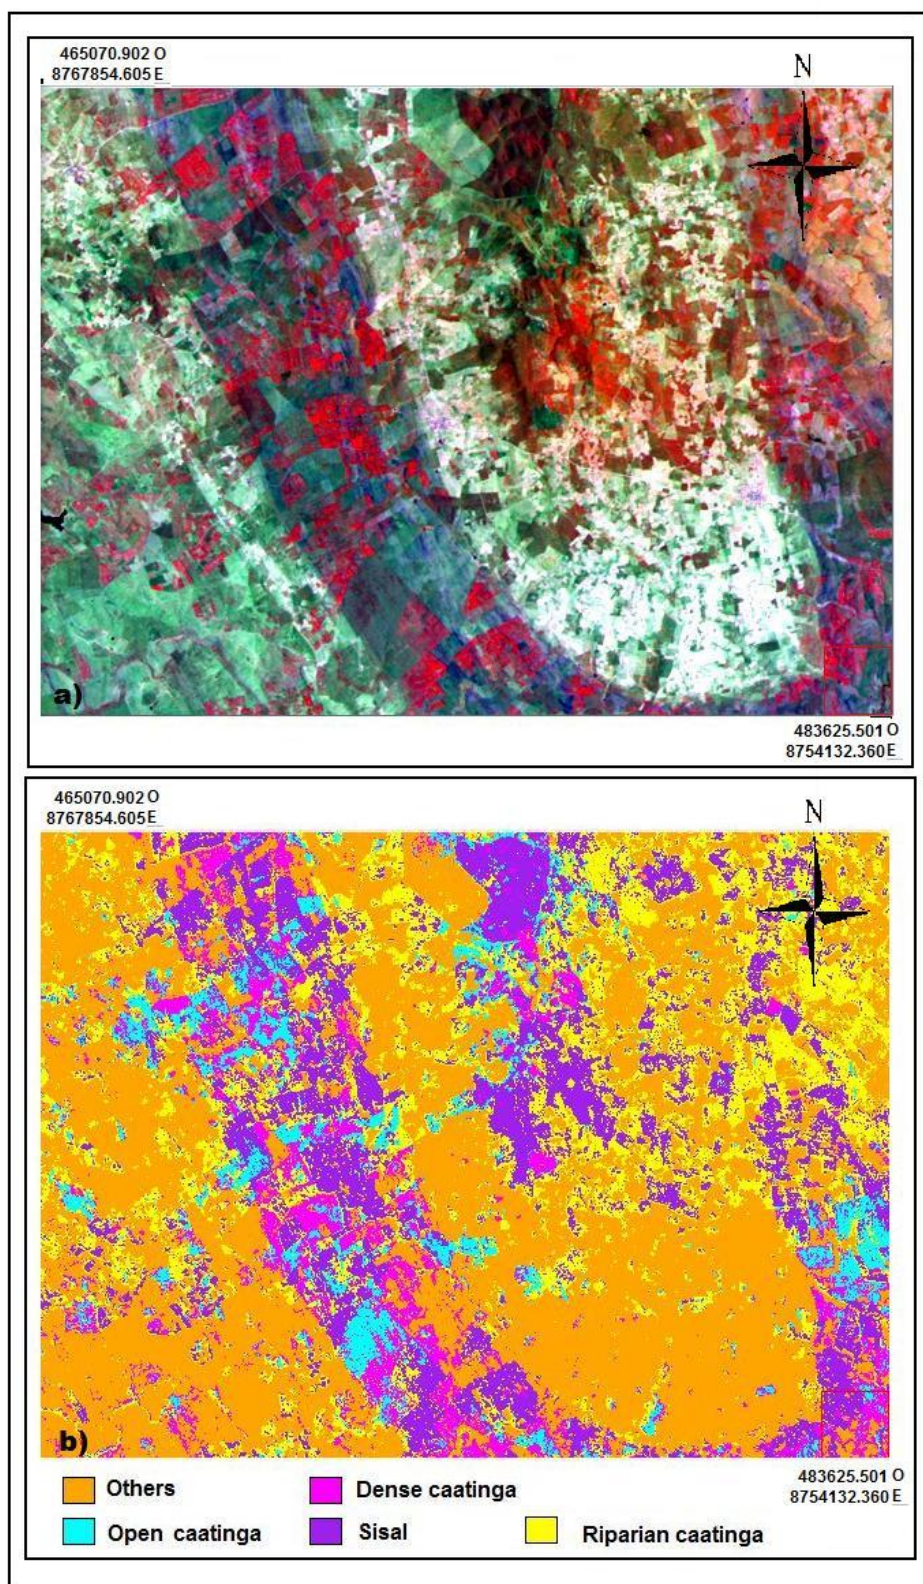 465070.902 O
8767854.605 E
N
a)
483625.501 O
8754132.360 E
465070.902 O
8767854.605 E
N
b)
483625.501 O
8754132.360 E
Others
Dense caatinga
Open caatinga
Sisal
Riparian caatinga